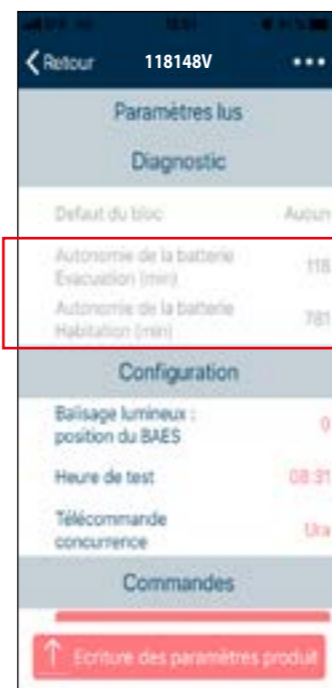 Retour 118148V
Paramètres lus
Diagnostic
Défaut du bloc Aucun
Autonomie de la batterie 118
Evacuation (min)
Autonomie de la batterie 781
Habitation (min)
Configuration
Balisage lumineux : 0
position du BAES
Heure de test 08:31
Télécommande Ura
concurrence
Commandes
Ecriture des paramètres produit